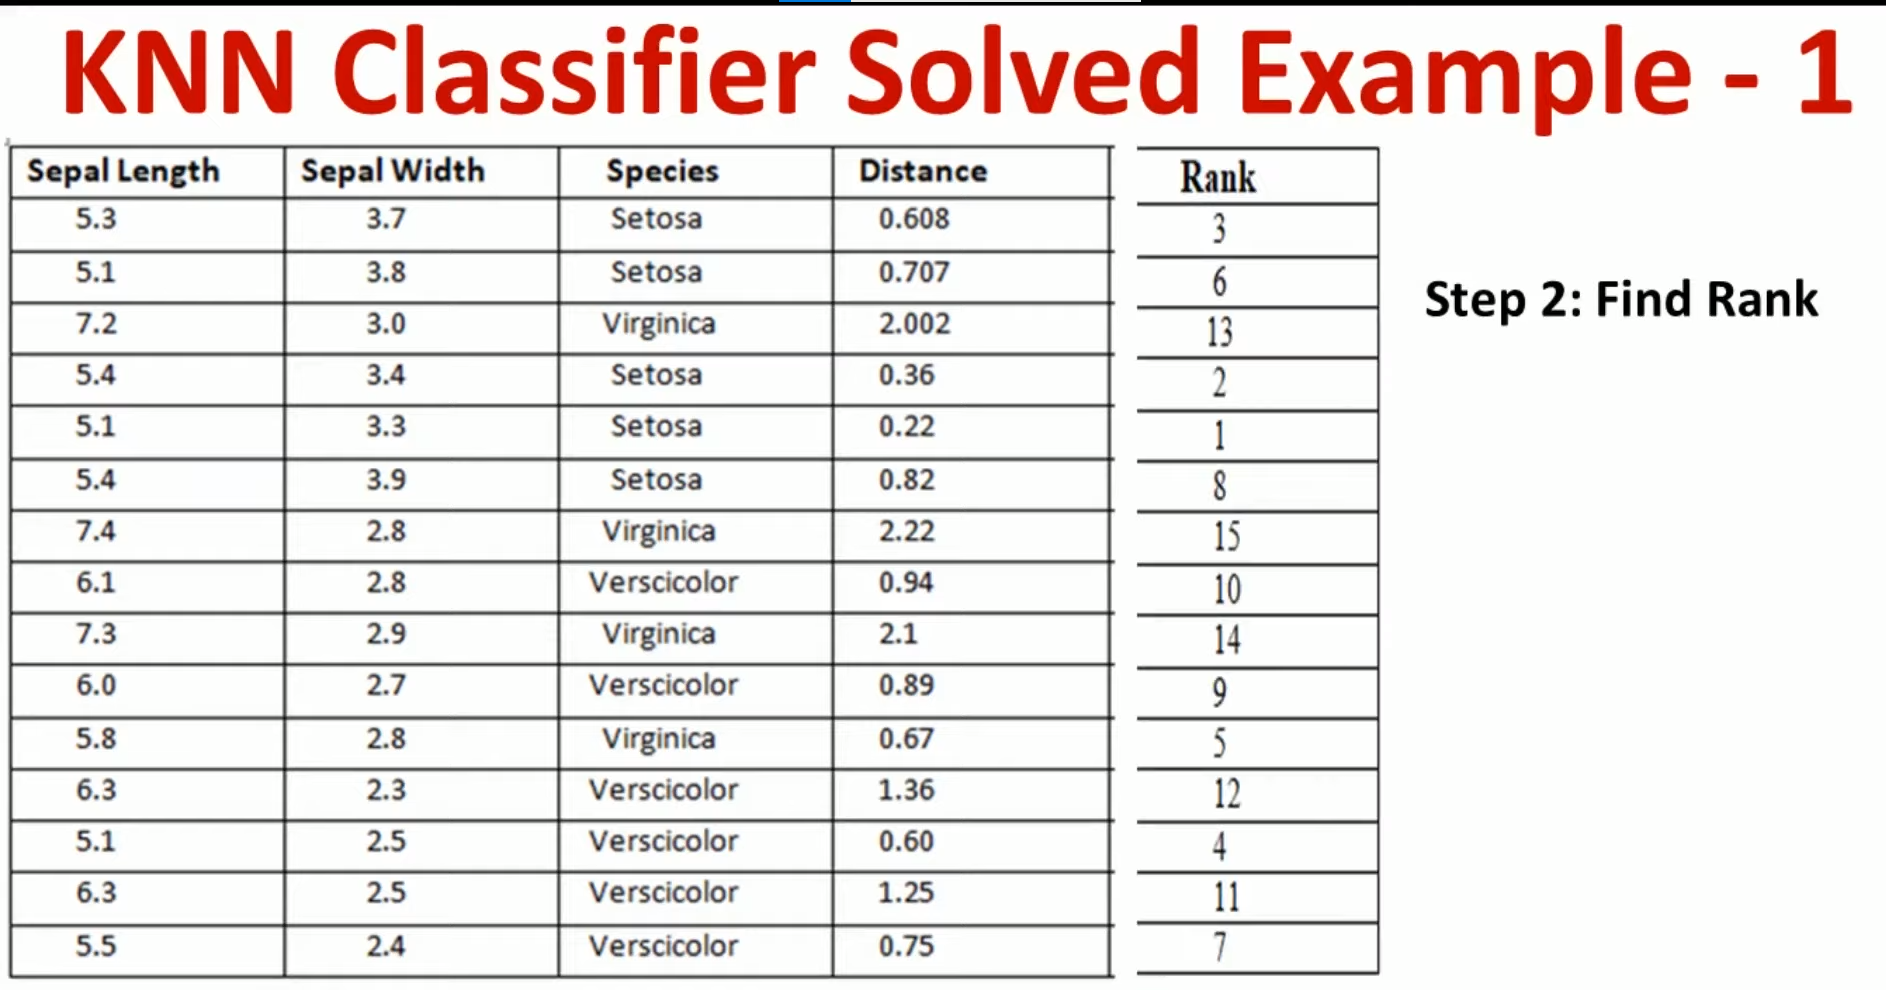 KNN Classifier Solved Example - 1
Sepal Length Sepal Width Species Distance Rank
5.3 3.7 Setosa 0.608 3
5.1 3.8 Setosa 0.707 6
Step 2: Find Rank
7.2 3.0 Virginica 2.002 13
5.4 3.4 Setosa 0.36 2
5.1 3.3 Setosa 0.22 1
5.4 3.9 Setosa 0.82 8
7.4 2.8 Virginica 2.22 15
6.1 2.8 Verscicolor 0.94 10
7.3 2.9 Virginica 2.1 14
6.0 2.7 Verscicolor 0.89 9
5.8 2.8 Virginica 0.67 5
6.3 2.3 Verscicolor 1.36 12
5.1 2.5 Verscicolor 0.60 4
6.3 2.5 Verscicolor 1.25 11
5.5 2.4 Verscicolor 0.75 7